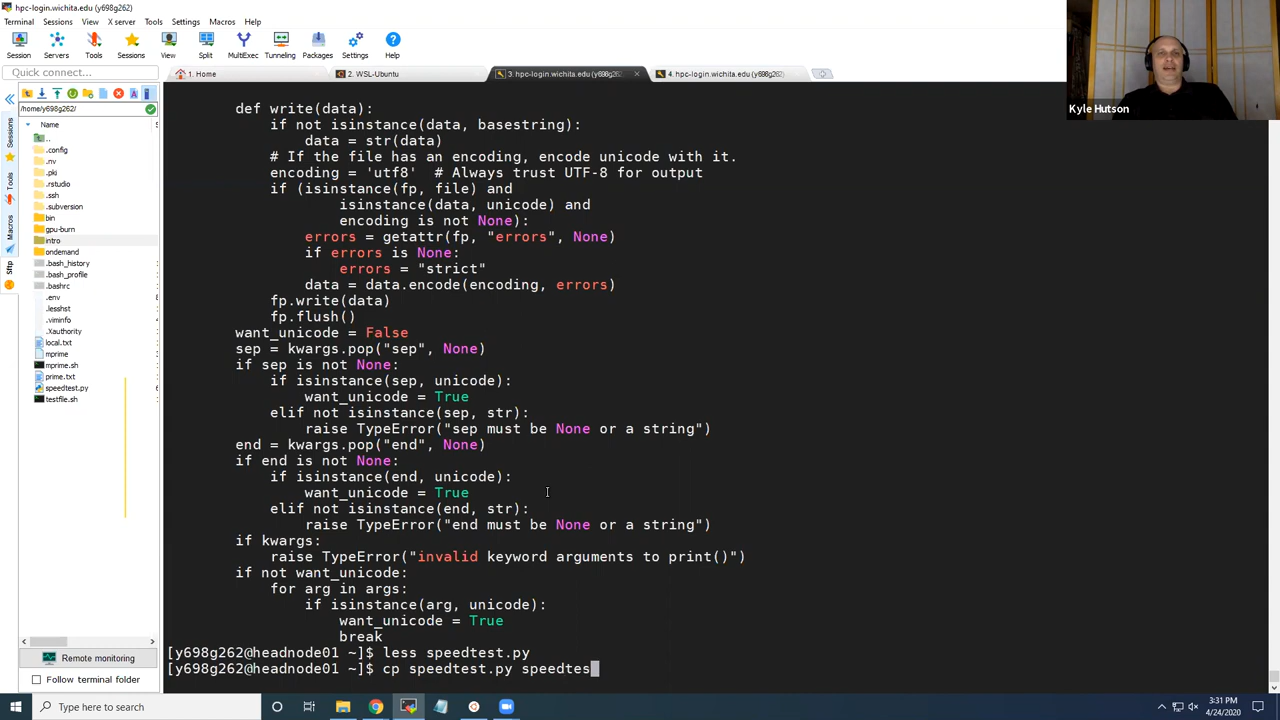 hpc-login.wichita.edu (y698g262)
Terminal Sessions View X server Tools Settings Macros Help
Session Servers Tools Sessions View Split MultiExec Tunneling Packages Settings Help
Quick connect...
1. Home
2. WSL-Ubuntu
3. hpc-login.wichita.edu (y698g262
4. hpc-login.wichita.edu (y698g262)
/home/y698g262/
Name
Sessions
Tools
Macros
Sftp
..
.config
.nv
.pki
.rstudio
.ssh
.subversion
bin
gpu-burn
intro
ondemand
.bash_history
.bash_profile
.bashrc
.env
.lesshst
.viminfo
.Xauthority
local.txt
mprime
mprime.sh
prime.txt
speedtest.py
testfile.sh
Remote monitoring
Follow terminal folder
def write(data):
if not isinstance(data, basestring):
data = str(data)
# If the file has an encoding, encode unicode with it.
encoding = 'utf8' # Always trust UTF-8 for output
if (isinstance(fp, file) and
isinstance(data, unicode) and
encoding is not None):
errors = getattr(fp, "errors", None)
if errors is None:
errors = "strict"
data = data.encode(encoding, errors)
fp.write(data)
fp.flush()
want_unicode = False
sep = kwargs.pop("sep", None)
if sep is not None:
if isinstance(sep, unicode):
want_unicode = True
elif not isinstance(sep, str):
raise TypeError("sep must be None or a string")
end = kwargs.pop("end", None)
if end is not None:
if isinstance(end, unicode):
want_unicode = True
elif not isinstance(end, str):
raise TypeError("end must be None or a string")
if kwargs:
raise TypeError("invalid keyword arguments to print()")
if not want_unicode:
for arg in args:
if isinstance(arg, unicode):
want_unicode = True
break
[y698g262@headnode01 ~]$ less speedtest.py
[y698g262@headnode01 ~]$ cp speedtest.py speedtes
Kyle Hutson
Type here to search
3:31 PM
4/24/2020